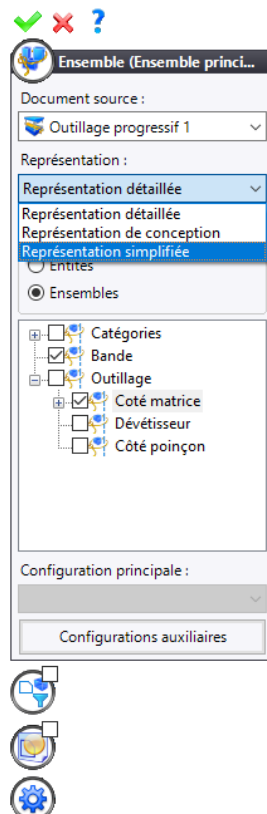 ?
Ensemble (Ensemble princi...
Document source :
Outillage progressif 1
Représentation :
Représentation détaillée
Représentation détaillée
Représentation de conception
Représentation simplifiée
Entités
Ensembles
Catégories
Bande
Outillage
Coté matrice
Dévêtisseur
Côté poinçon
Configuration principale :
Configurations auxiliaires